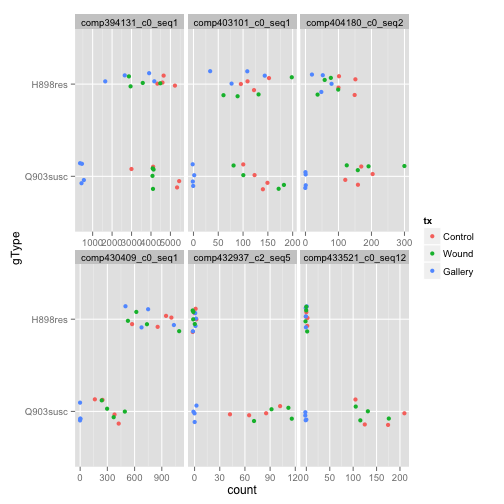 comp394131_c0_seq1 comp403101_c0_seq1 comp404180_c0_seq2
H898res
Q903susc
1000 2000 3000 4000 5000 0 50 100 150 200 0 100 200 300
gType
tx
Control
Wound
Gallery
comp430409_c0_seq1 comp432937_c2_seq5 comp433521_c0_seq12
H898res
Q903susc
0 300 600 900 0 30 60 90 120 0 50 100 150 200
count